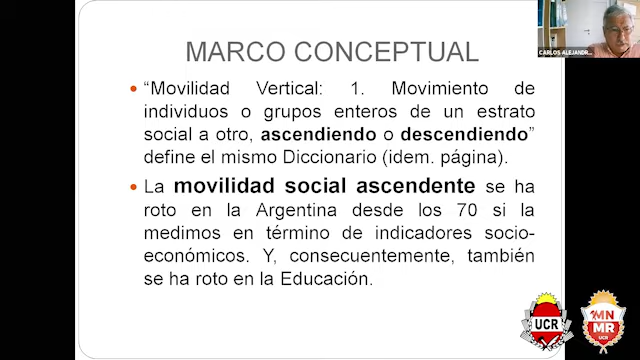 CARLOS ALEJANDR...
MARCO CONCEPTUAL
• “Movilidad Vertical: 1. Movimiento de
individuos o grupos enteros de un estrato
social a otro, ascendiendo o descendiendo”
define el mismo Diccionario (idem. página).
• La movilidad social ascendente se ha
roto en la Argentina desde los 70 si la
medimos en término de indicadores socio-
económicos. Y, consecuentemente, también
se ha roto en la Educación.
UCR
MN
MR
UCR